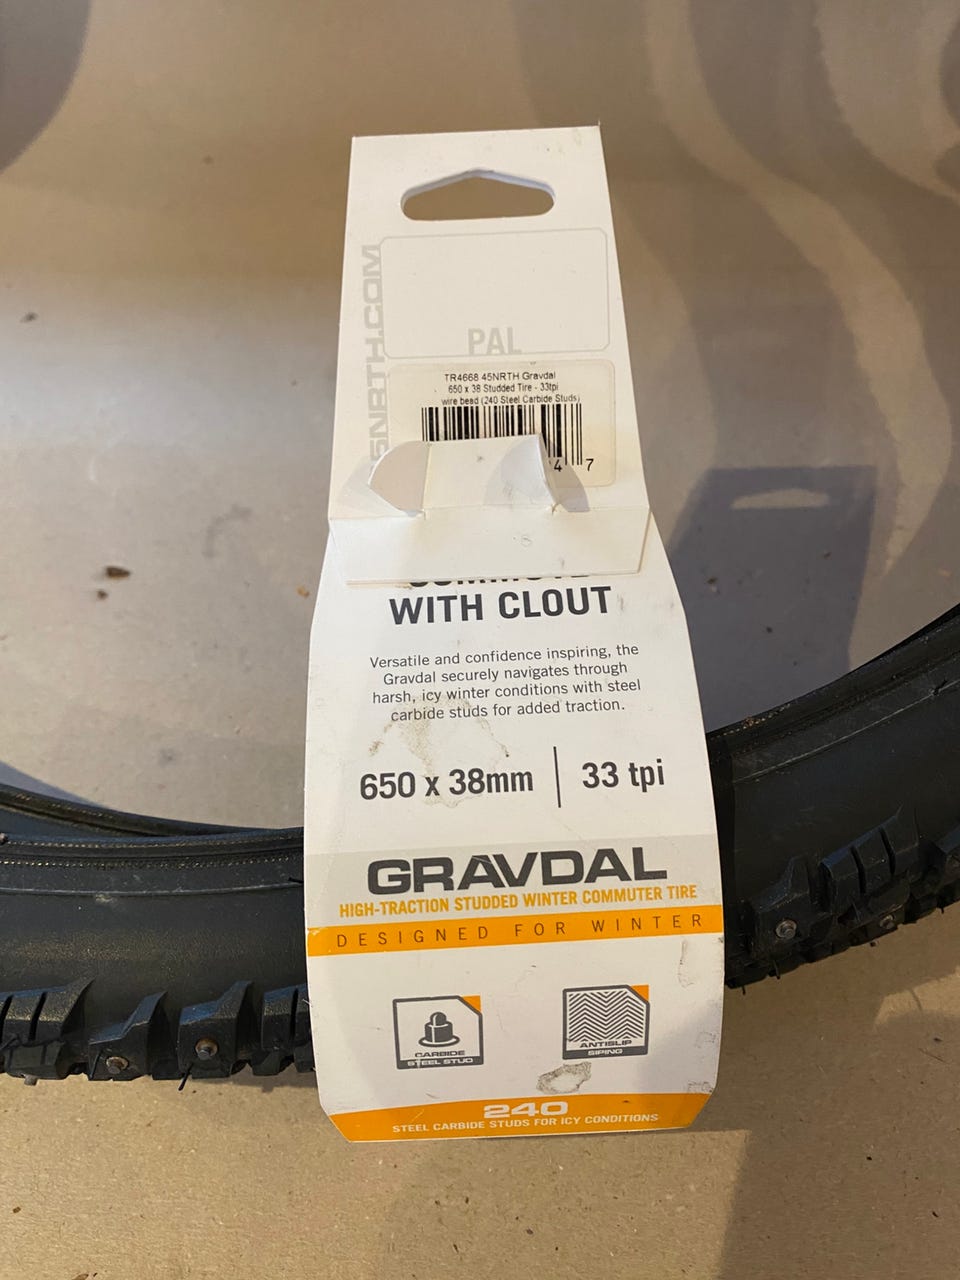 PAL
TR4668 45NRTH Gravdal
650 x 38 Studded Tire - 33tpi
wire bead (240 Steel Carbide Studs)
4 7
5NRTH.COM
WITH CLOUT
Versatile and confidence inspiring, the
Gravdal securely navigates through
harsh, icy winter conditions with steel
carbide studs for added traction.
650 x 38mm | 33 tpi
GRAVDAL
HIGH-TRACTION STUDDED WINTER COMMUTER TIRE
DESIGNED FOR WINTER
CARBIDE
STEEL STUD
ANTISLIP
SIPING
240
STEEL CARBIDE STUDS FOR ICY CONDITIONS